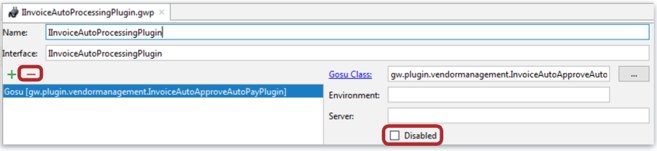 IInvoiceAutoProcessingPlugin.gwp
Name: IInvoiceAutoProcessingPlugin
Interface: IInvoiceAutoProcessingPlugin
Gosu Class: gw.plugin.vendormanagement.InvoiceAutoApproveAuto ...
Gosu [gw.plugin.vendormanagement.InvoiceAutoApproveAutoPayPlugin]
Environment:
Server:
Disabled